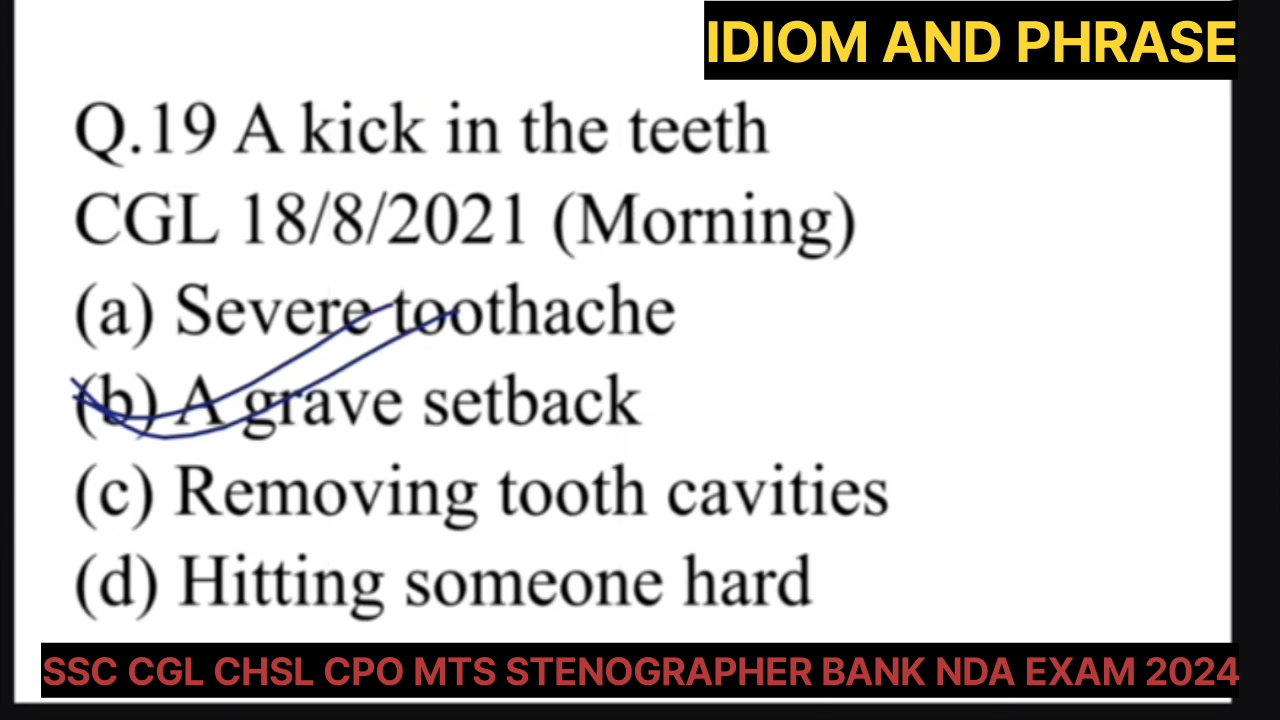 IDIOM AND PHRASE
Q.19 A kick in the teeth
CGL 18/8/2021 (Morning)
(a) Severe toothache
(b) A grave setback
(c) Removing tooth cavities
(d) Hitting someone hard
SSC CGL CHSL CPO MTS STENOGRAPHER BANK NDA EXAM 2024